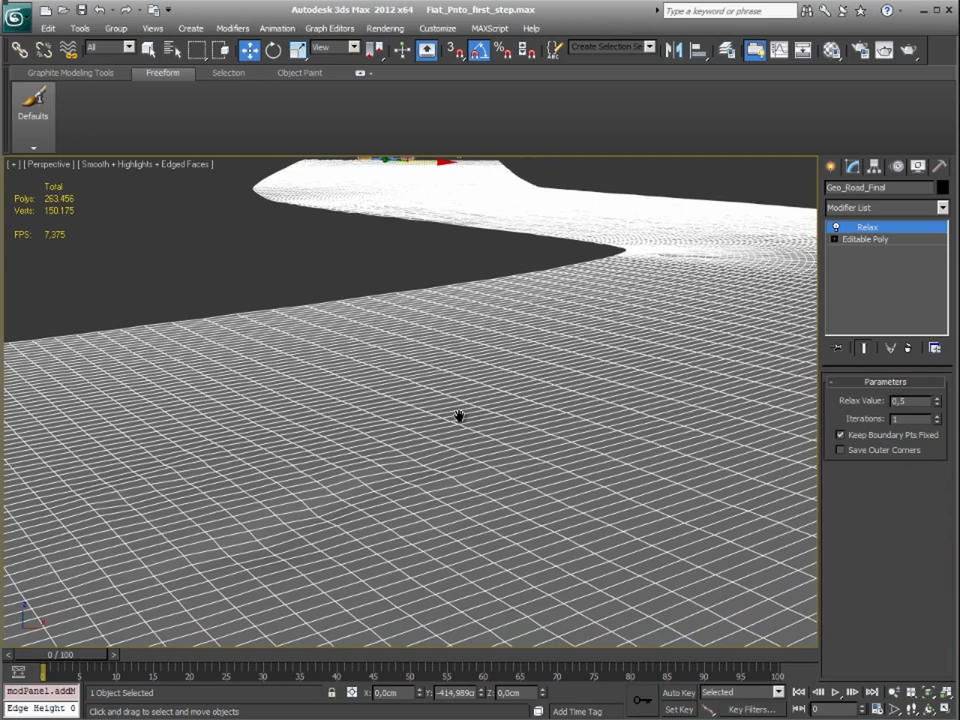 Autodesk 3ds Max 2012 x64    Fiat_Pnto_first_step.max
Type a keyword or phrase
Edit Tools Group Views Create Modifiers Animation Graph Editors Rendering Customize MAXScript Help
All
View
3
Create Selection Se
Graphite Modeling Tools Freeform Selection Object Paint
Defaults
[ + ] [ Perspective ] [ Smooth + Highlights + Edged Faces ]
Total
Polys: 263.456
Verts: 150.175
FPS: 7,375
Geo_Road_Final
Modifier List
Relax
Editable Poly
Parameters
Relax Value: 0,5
Iterations: 1
Keep Boundary Pts Fixed
Save Outer Corners
0 / 100
0 5 10 15 20 25 30 35 40 45 50 55 60 65 70 75 80 85 90 95 100
modPanel.addM
Edge Height 0
1 Object Selected
X: 0,0cm Y: -414,989cm Z: 0,0cm
Auto Key Selected
Click and drag to select and move objects
Add Time Tag
Set Key Key Filters... 0